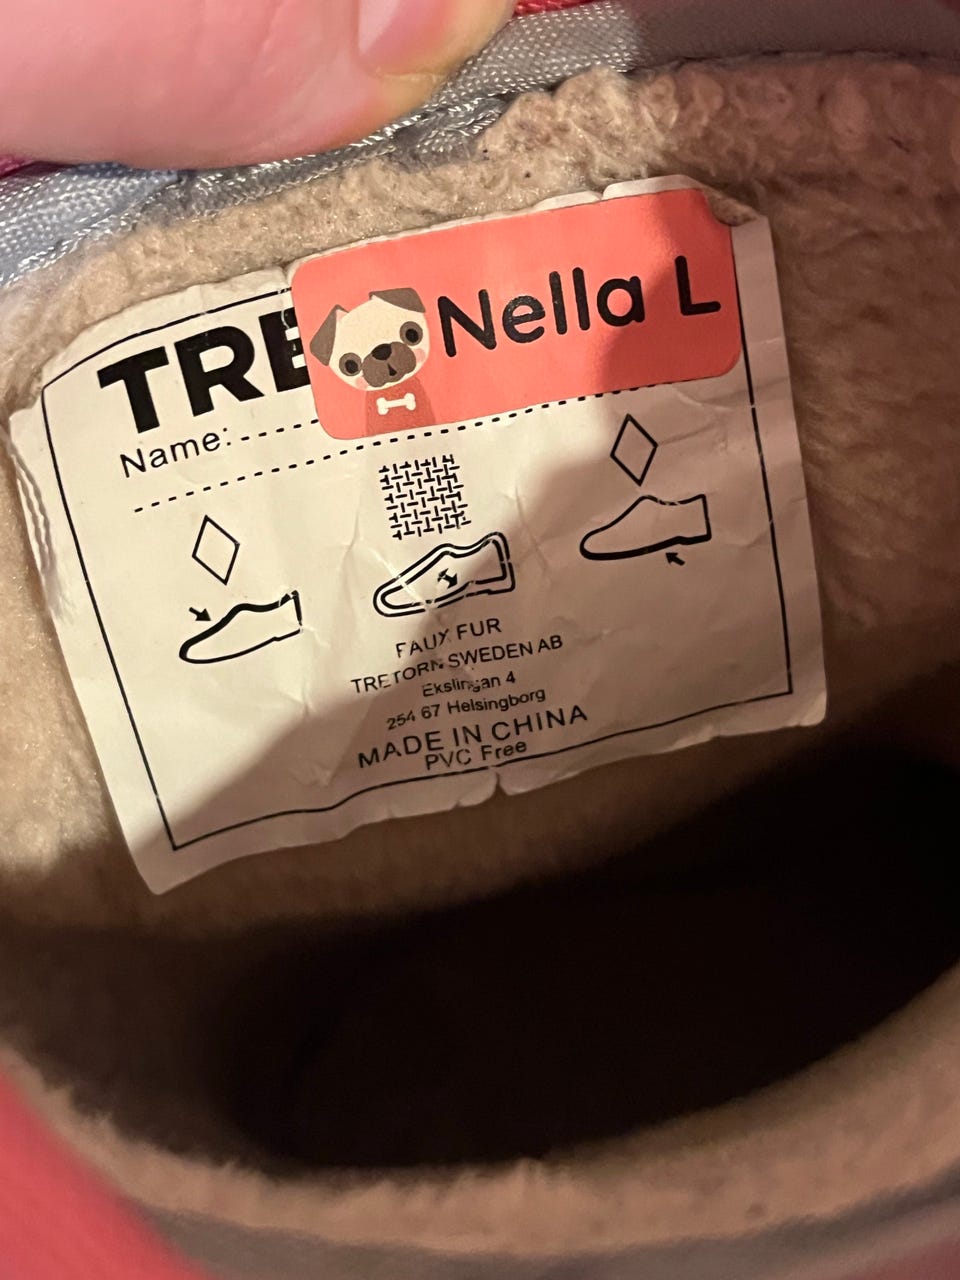 Nella L
TRE
Name:
FAUX FUR
TRETORN SWEDEN AB
Ekslingan 4
254 67 Helsingborg
MADE IN CHINA
PVC Free